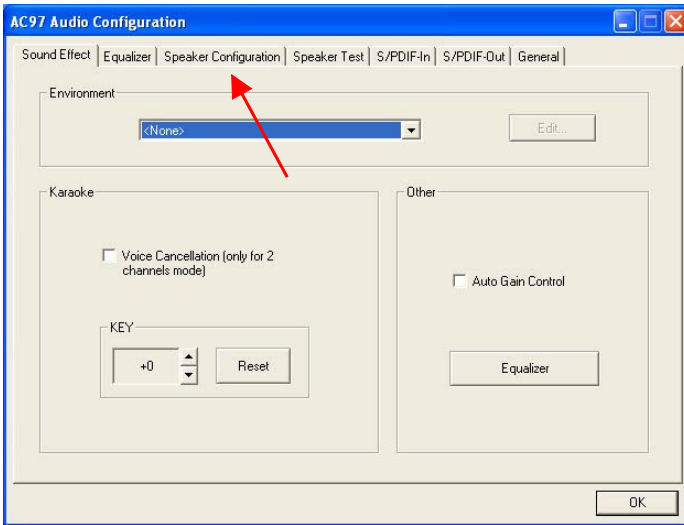 AC97 Audio Configuration
Sound Effect Equalizer Speaker Configuration Speaker Test S/PDIF-In S/PDIF-Out General
Environment
<None>
Edit...
Karaoke
Voice Cancellation (only for 2
channels mode)
KEY
+0
Reset
Other
Auto Gain Control
Equalizer
OK